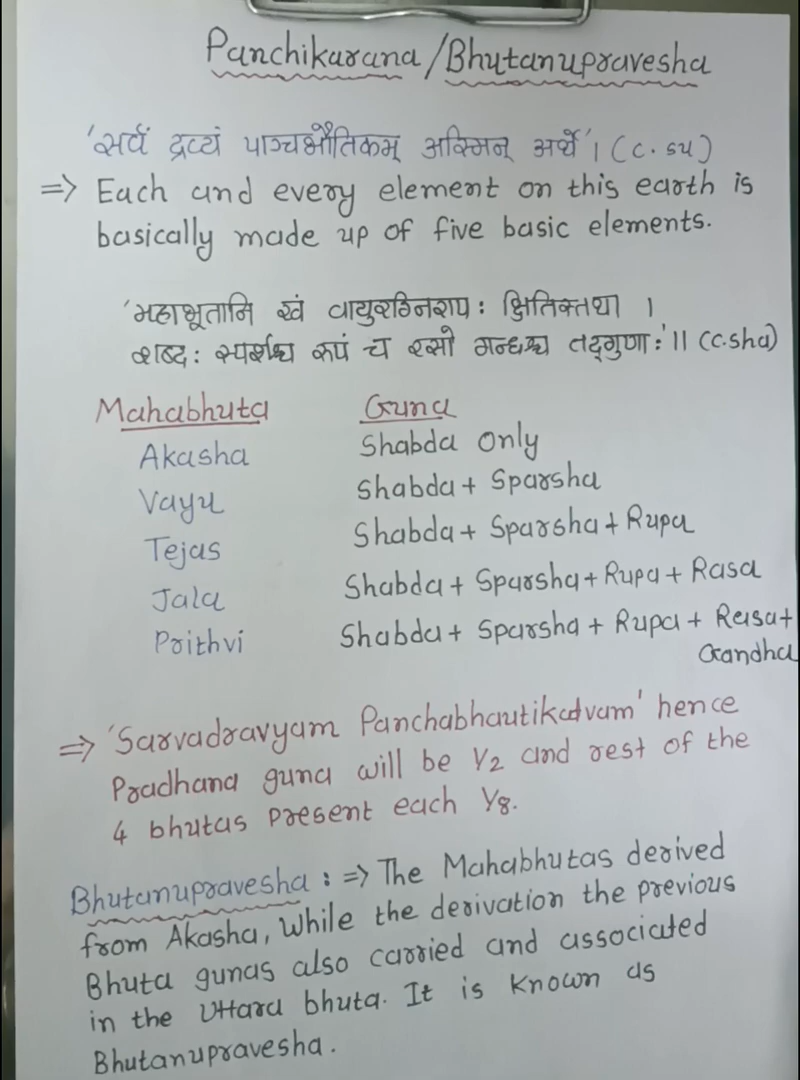 Panchikarana/Bhutanupravesha
'सर्वं द्रव्यं पाञ्चभौतिकम् अस्मिन् अर्थे'। (C. su)
=> Each and every element on this earth is
basically made up of five basic elements.
'महाभूतानि खं वायुरग्निरापः क्षितिक्तथा ।
शब्दः स्पर्शश्च रूपं च रसो गन्धश्च तद्गुणाः'॥ (C.sha)
Mahabhuta Guna
Akasha Shabda Only
Vayu Shabda + Sparsha
Tejas Shabda + Sparsha + Rupa
Jala Shabda + Sparsha + Rupa + Rasa
Prithvi Shabda + Sparsha + Rupa + Rasa +
Gandha
=> 'Sarvadravyam Panchabhautikatvam' hence
Pradhana guna will be 1/2 and rest of the
4 bhutas present each 1/8.
Bhutanupravesha : => The Mahabhutas derived
from Akasha, While the derivation the previous
Bhuta gunas also carried and associated
in the Uttara bhuta. It is known as
Bhutanupravesha.